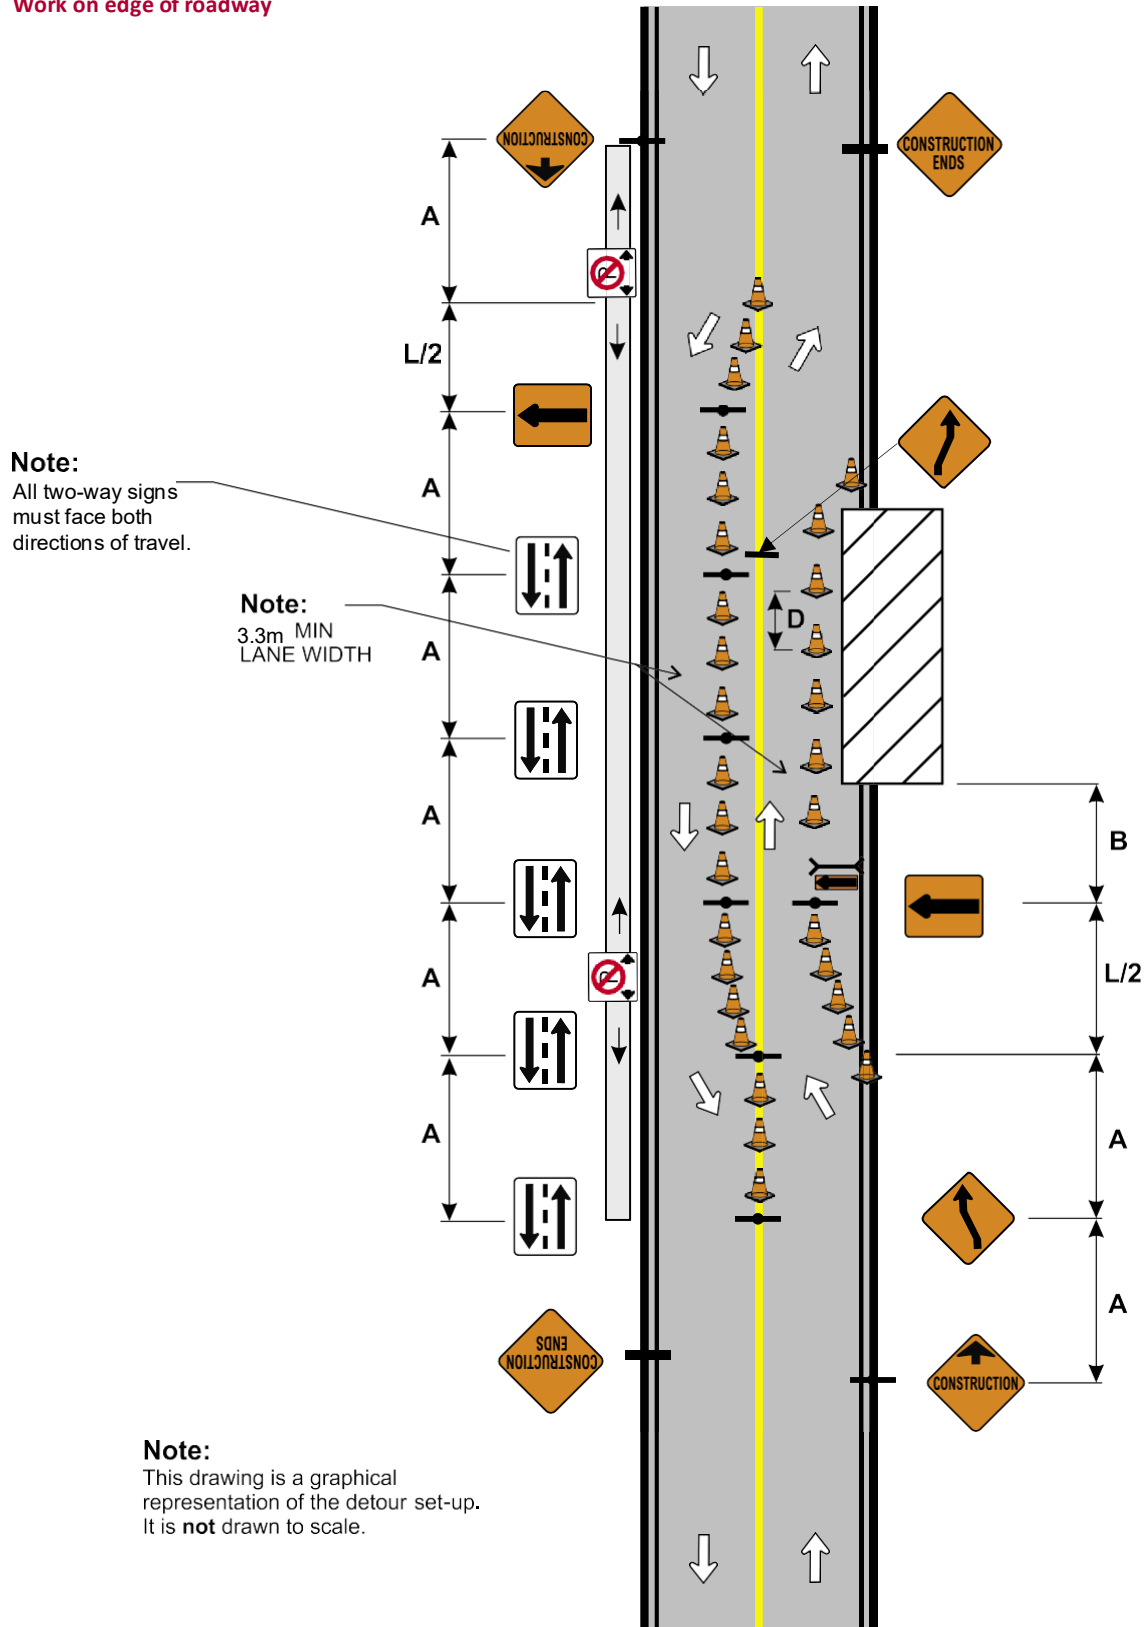 Work on edge of roadway
CONSTRUCTION
CONSTRUCTION
ENDS
A
P
L/2
Note:
All two-way signs
must face both
directions of travel.
A
Note:
3.3m MIN
LANE WIDTH
D
A
A
B
A
P
L/2
A
A
A
CONSTRUCTION
ENDS
CONSTRUCTION
Note:
This drawing is a graphical
representation of the detour set-up.
It is not drawn to scale.